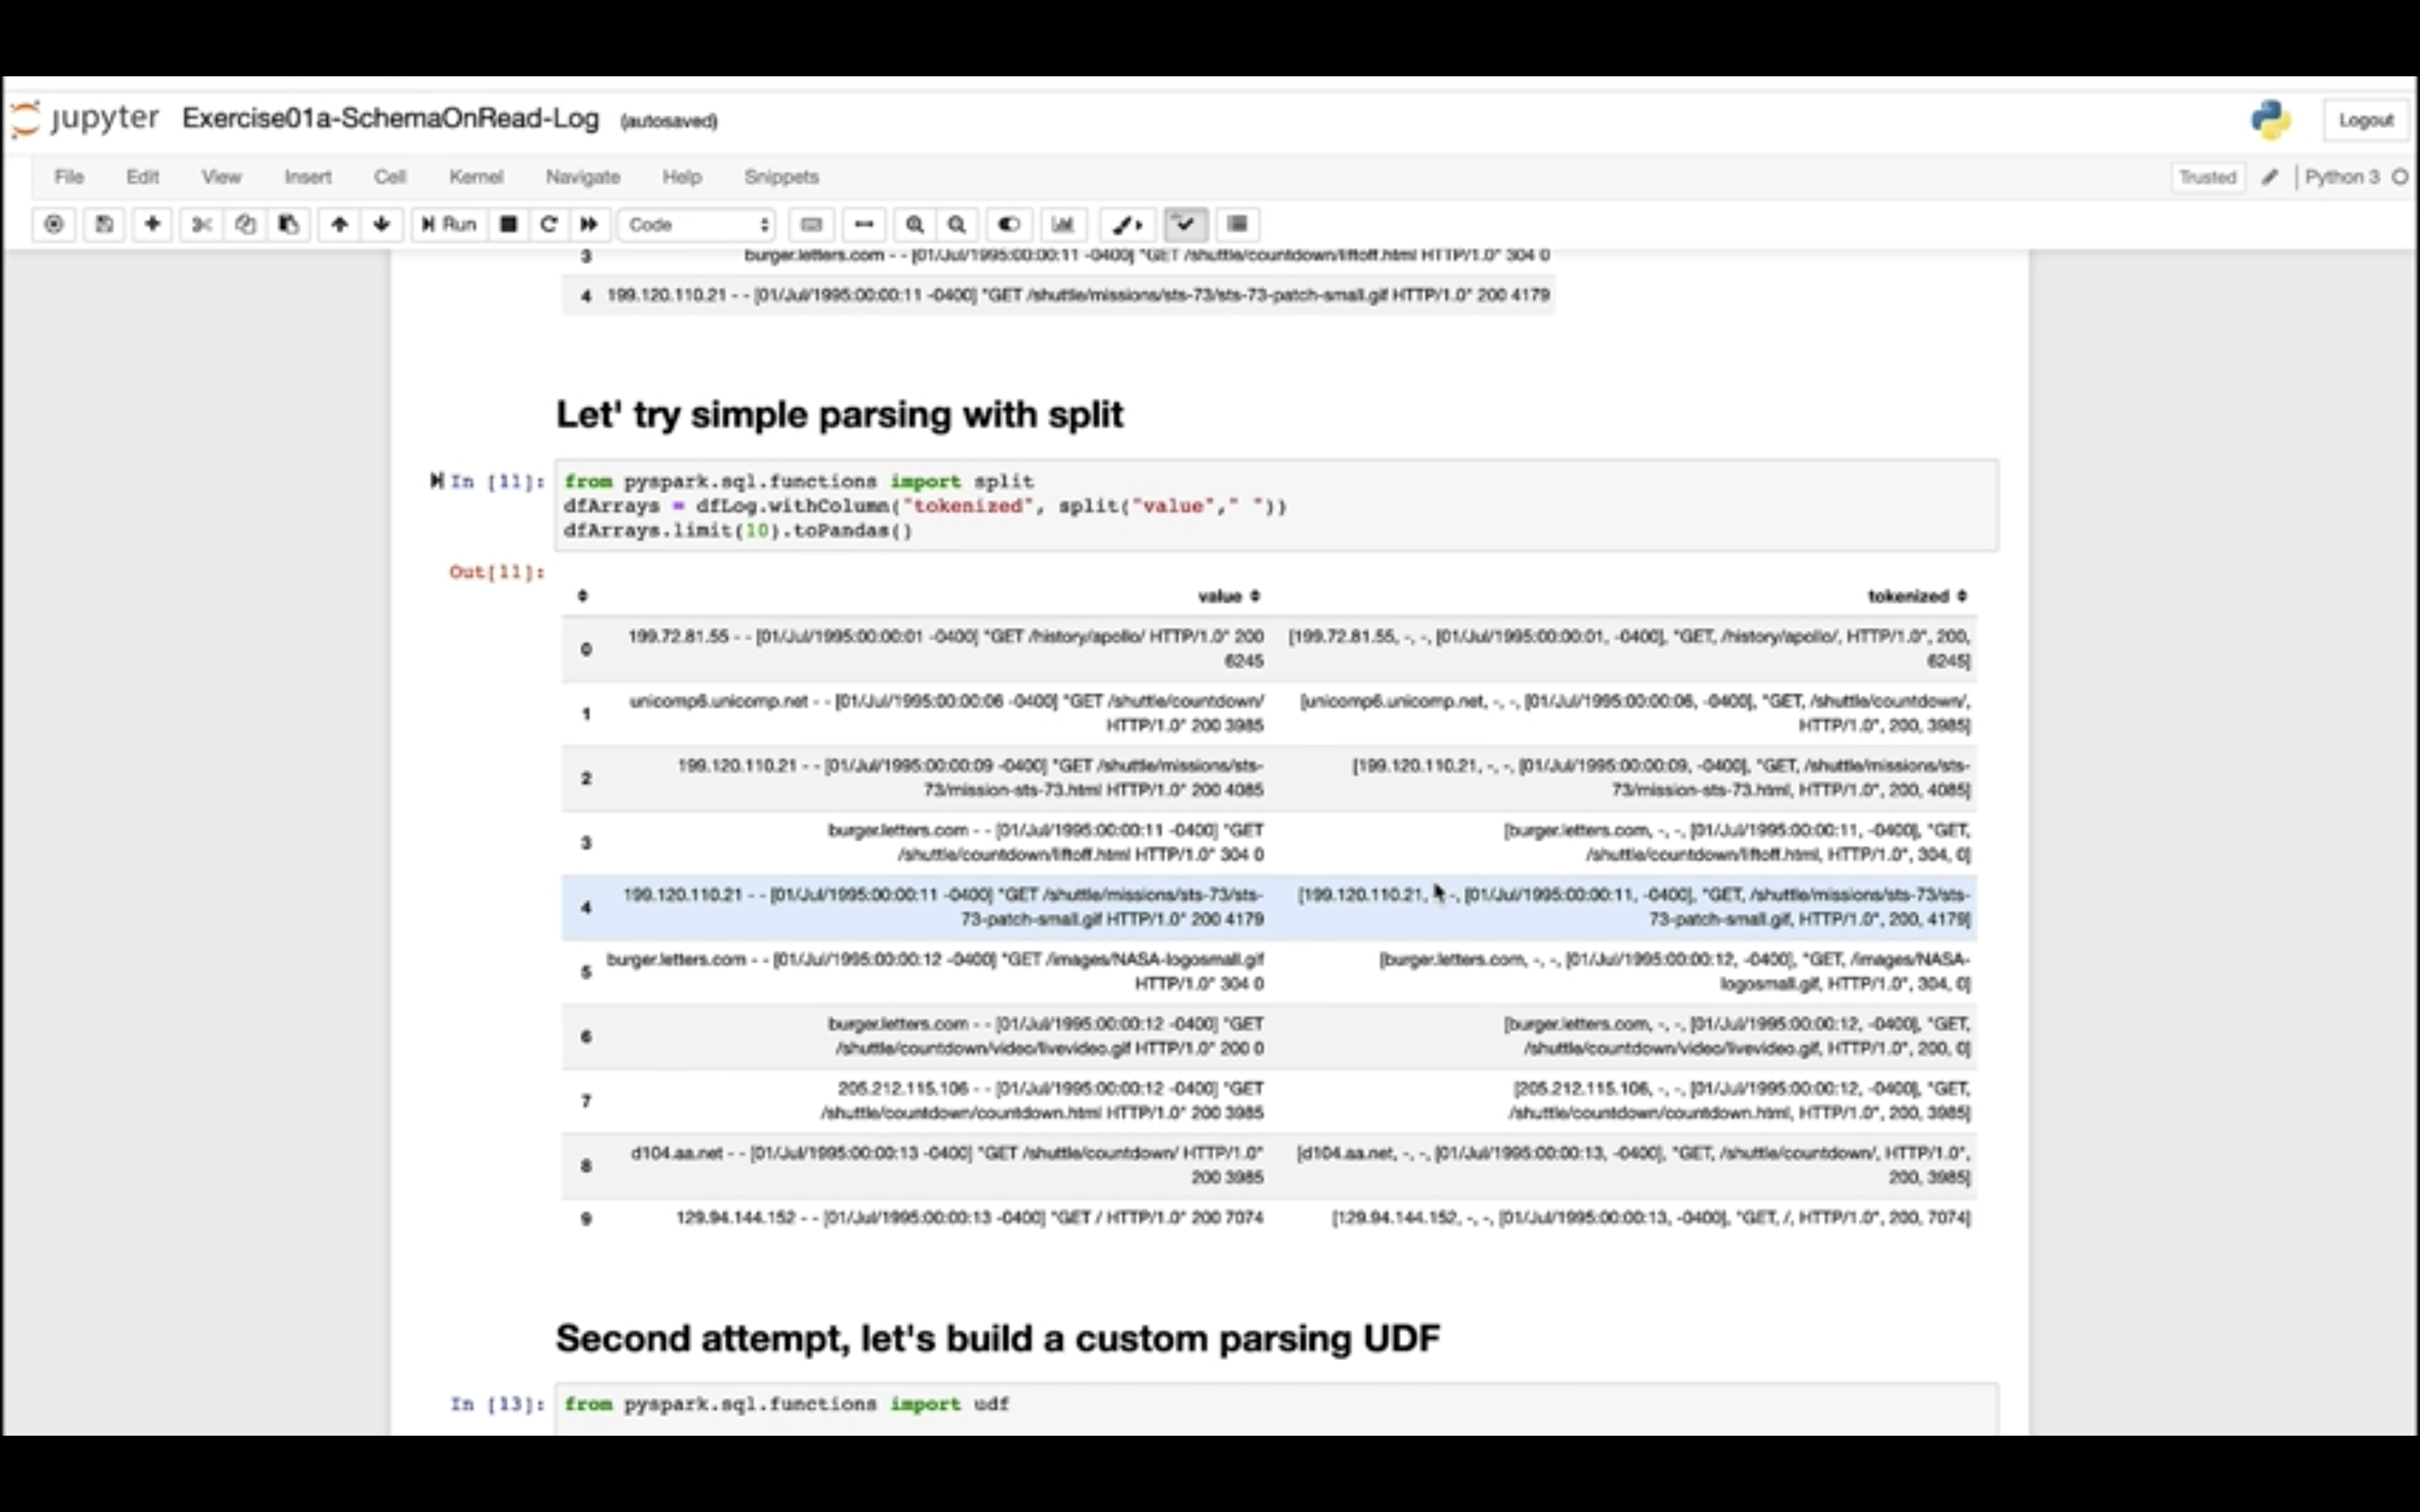 jupyter Exercise01a-SchemaOnRead-Log (autosaved) Logout
File Edit View Insert Cell Kernel Navigate Help Snippets Trusted Python 3
Run Code
3 burger.letters.com - - [01/Jul/1995:00:00:11 -0400] "GET /shuttle/countdown/liftoff.html HTTP/1.0" 304 0
4 199.120.110.21 - - [01/Jul/1995:00:00:11 -0400] "GET /shuttle/missions/sts-73/sts-73-patch-small.gif HTTP/1.0" 200 4179
Let' try simple parsing with split
In [11]: from pyspark.sql.functions import split
dfArrays = dfLog.withColumn("tokenized", split("value"," "))
dfArrays.limit(10).toPandas()
Out[11]:
value tokenized
0 199.72.81.55 - - [01/Jul/1995:00:00:01 -0400] "GET /history/apollo/ HTTP/1.0" 200 [199.72.81.55, -, -, [01/Jul/1995:00:00:01, -0400], "GET, /history/apollo/, HTTP/1.0", 200,
6245 6245]
1 unicomp6.unicomp.net - - [01/Jul/1995:00:00:06 -0400] "GET /shuttle/countdown/ [unicomp6.unicomp.net, -, -, [01/Jul/1995:00:00:06, -0400], "GET, /shuttle/countdown/,
HTTP/1.0" 200 3985 HTTP/1.0", 200, 3985]
2 199.120.110.21 - - [01/Jul/1995:00:00:09 -0400] "GET /shuttle/missions/sts- [199.120.110.21, -, -, [01/Jul/1995:00:00:09, -0400], "GET, /shuttle/missions/sts-
73/mission-sts-73.html HTTP/1.0" 200 4085 73/mission-sts-73.html, HTTP/1.0", 200, 4085]
3 burger.letters.com - - [01/Jul/1995:00:00:11 -0400] "GET [burger.letters.com, -, -, [01/Jul/1995:00:00:11, -0400], "GET,
/shuttle/countdown/liftoff.html HTTP/1.0" 304 0 /shuttle/countdown/liftoff.html, HTTP/1.0", 304, 0]
4 199.120.110.21 - - [01/Jul/1995:00:00:11 -0400] "GET /shuttle/missions/sts-73/sts- [199.120.110.21, -, [01/Jul/1995:00:00:11, -0400], "GET, /shuttle/missions/sts-73/sts-
73-patch-small.gif HTTP/1.0" 200 4179 73-patch-small.gif, HTTP/1.0", 200, 4179]
5 burger.letters.com - - [01/Jul/1995:00:00:12 -0400] "GET /images/NASA-logosmall.gif [burger.letters.com, -, -, [01/Jul/1995:00:00:12, -0400], "GET, /images/NASA-
HTTP/1.0" 304 0 logosmall.gif, HTTP/1.0", 304, 0]
6 burger.letters.com - - [01/Jul/1995:00:00:12 -0400] "GET [burger.letters.com, -, -, [01/Jul/1995:00:00:12, -0400], "GET,
/shuttle/countdown/video/livevideo.gif HTTP/1.0" 200 0 /shuttle/countdown/video/livevideo.gif, HTTP/1.0", 200, 0]
7 205.212.115.106 - - [01/Jul/1995:00:00:12 -0400] "GET [205.212.115.106, -, -, [01/Jul/1995:00:00:12, -0400], "GET,
/shuttle/countdown/countdown.html HTTP/1.0" 200 3985 /shuttle/countdown/countdown.html, HTTP/1.0", 200, 3985]
8 d104.aa.net - - [01/Jul/1995:00:00:13 -0400] "GET /shuttle/countdown/ HTTP/1.0" [d104.aa.net, -, -, [01/Jul/1995:00:00:13, -0400], "GET, /shuttle/countdown/, HTTP/1.0",
200 3985 200, 3985]
9 129.94.144.152 - - [01/Jul/1995:00:00:13 -0400] "GET / HTTP/1.0" 200 7074 [129.94.144.152, -, -, [01/Jul/1995:00:00:13, -0400], "GET, /, HTTP/1.0", 200, 7074]
Second attempt, let's build a custom parsing UDF
In [13]: from pyspark.sql.functions import udf